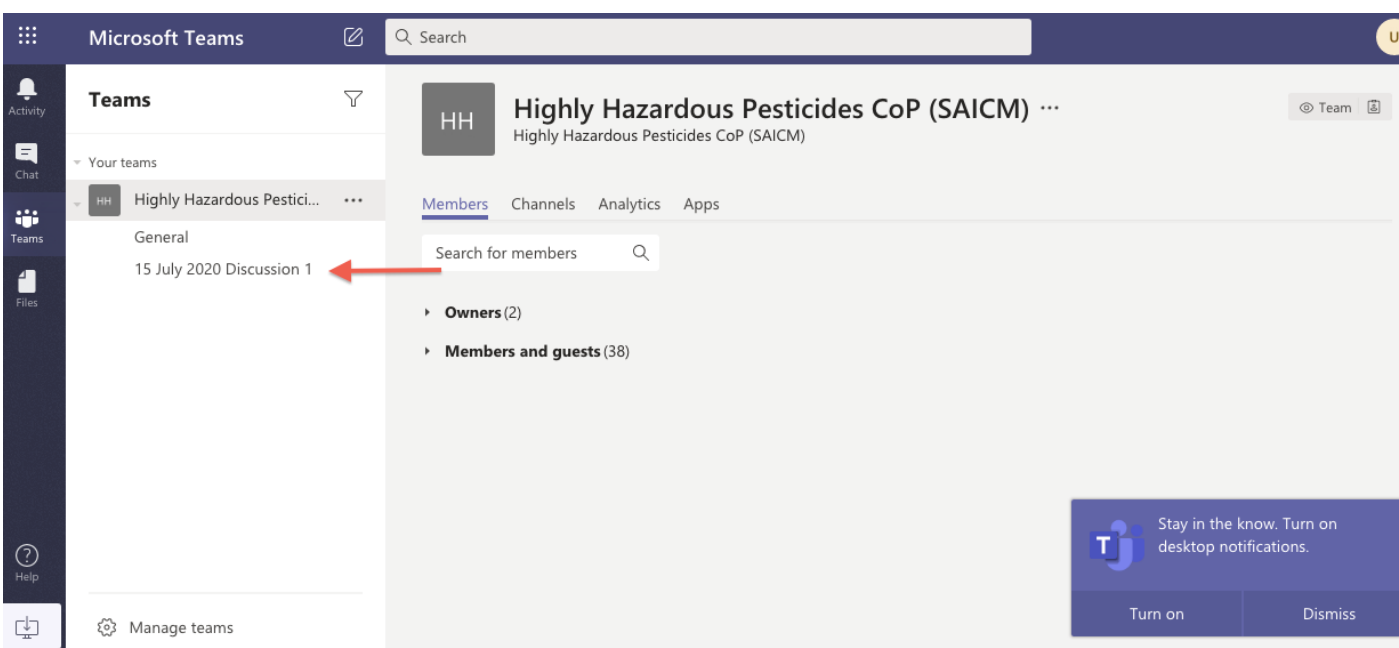 Microsoft Teams
Search
U
Activity
Chat
Teams
Files
Help
Teams
Your teams
HH
Highly Hazardous Pestici...
General
15 July 2020 Discussion 1
Manage teams
HH
Highly Hazardous Pesticides CoP (SAICM) ...
Highly Hazardous Pesticides CoP (SAICM)
Team
Members Channels Analytics Apps
Search for members
Owners (2)
Members and guests (38)
T
Stay in the know. Turn on
desktop notifications.
Turn on Dismiss